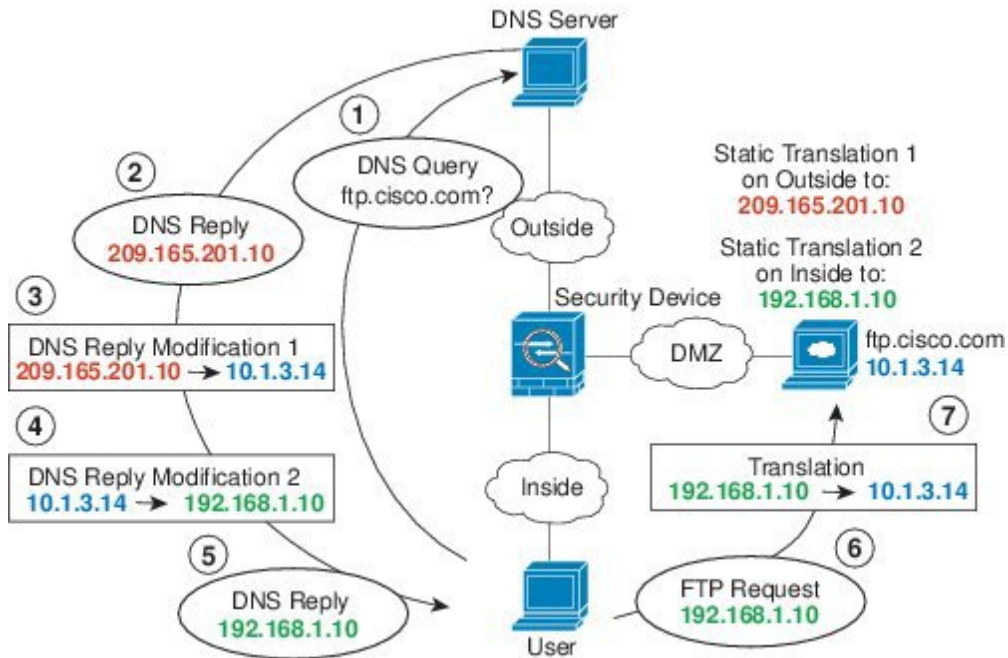 DNS Server
1
DNS Query
ftp.cisco.com?
2
DNS Reply
209.165.201.10
Outside
Static Translation 1
on Outside to:
209.165.201.10
Static Translation 2
on Inside to:
192.168.1.10
3
DNS Reply Modification 1
209.165.201.10 → 10.1.3.14
Security Device
DMZ
ftp.cisco.com
10.1.3.14
4
DNS Reply Modification 2
10.1.3.14 → 192.168.1.10
Inside
7
Translation
192.168.1.10 → 10.1.3.14
5
DNS Reply
192.168.1.10
User
6
FTP Request
192.168.1.10